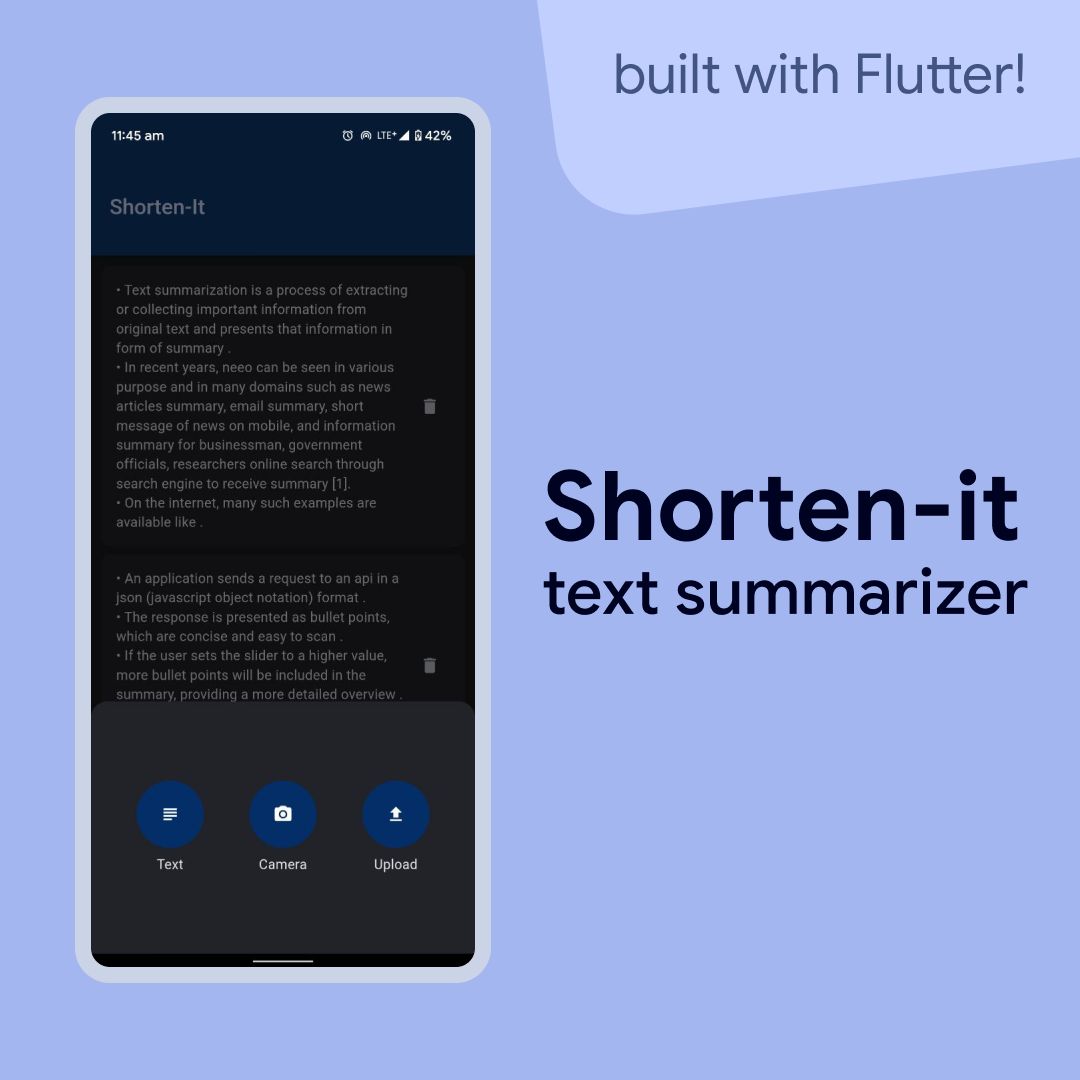 built with Flutter!
11:45 am
LTE+ 42%
Shorten-It
• Text summarization is a process of extracting
or collecting important information from
original text and presents that information in
form of summary .
• In recent years, neeo can be seen in various
purpose and in many domains such as news
articles summary, email summary, short
message of news on mobile, and information
summary for businessman, government
officials, researchers online search through
search engine to receive summary [1].
• On the internet, many such examples are
available like .
• An application sends a request to an api in a
json (javascript object notation) format .
• The response is presented as bullet points,
which are concise and easy to scan .
• If the user sets the slider to a higher value,
more bullet points will be included in the
summary, providing a more detailed overview .
Text
Camera
Upload
Shorten-it
text summarizer